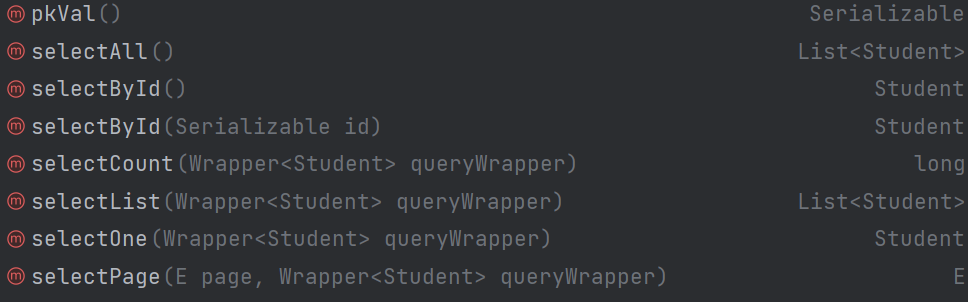 m pkVal() Serializable
m selectAll() List<Student>
m selectById() Student
m selectById(Serializable id) Student
m selectCount(Wrapper<Student> queryWrapper) long
m selectList(Wrapper<Student> queryWrapper) List<Student>
m selectOne(Wrapper<Student> queryWrapper) Student
m selectPage(E page, Wrapper<Student> queryWrapper) E